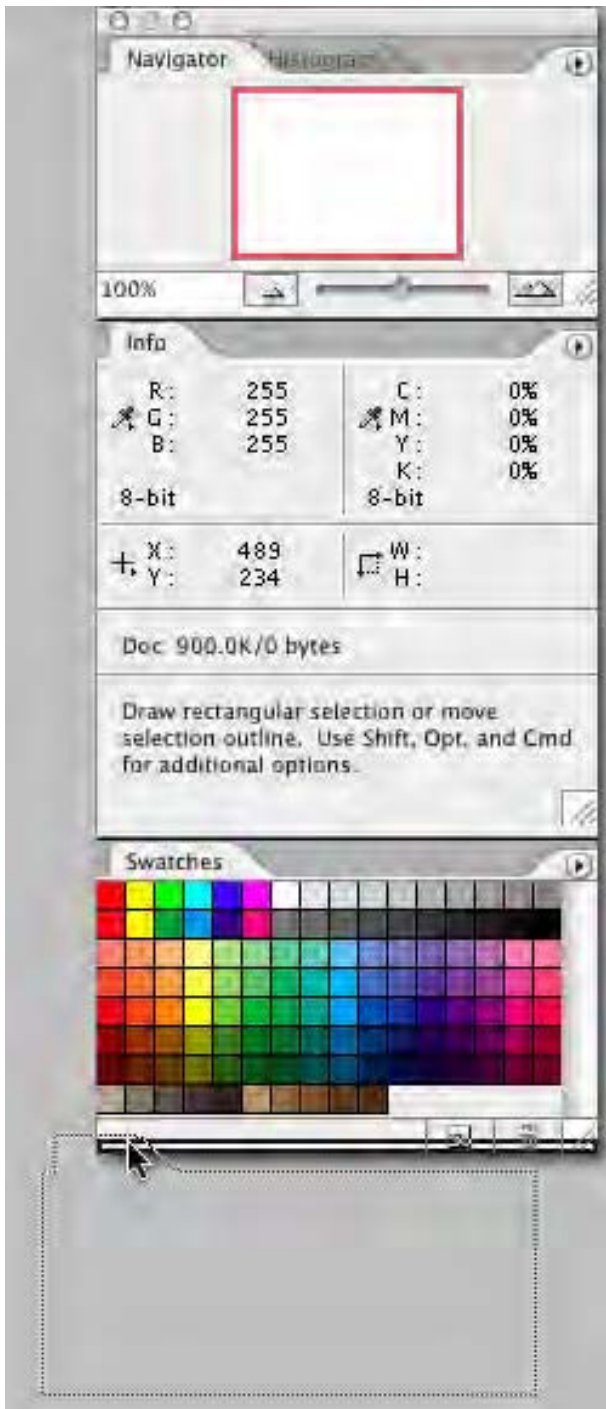 Navigator Histogram
100%
Info
R: 255 C: 0%
G: 255 M: 0%
B: 255 Y: 0%
K: 0%
8-bit 8-bit
X: 489 W:
Y: 234 H:
Doc: 900.0K/0 bytes
Draw rectangular selection or move
selection outline. Use Shift, Opt, and Cmd
for additional options.
Swatches